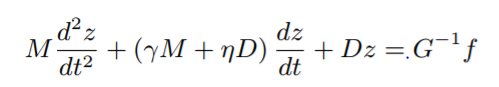 M d²z/dt² + (γM + ηD) dz/dt + Dz =.G⁻¹f